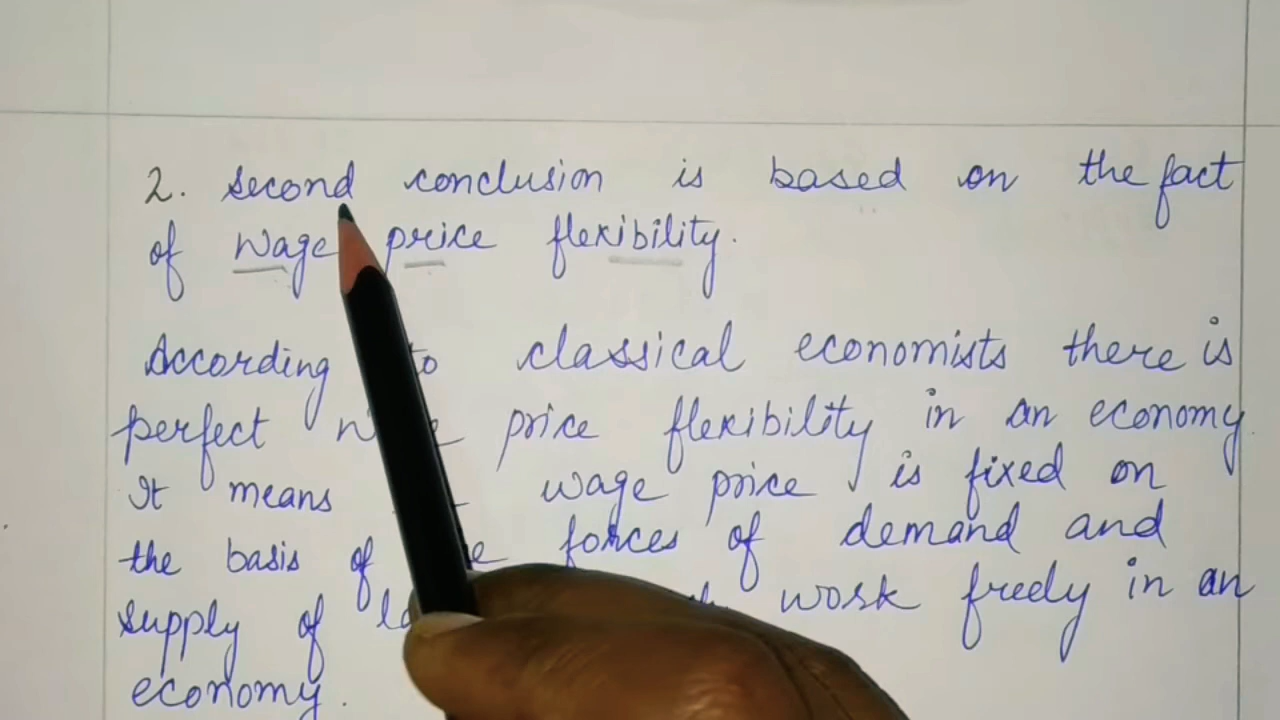 2. Second conclusion is based on the fact
of Wage price flexibility.
According to classical economists there is
perfect price flexibility in an economy.
It means wage price is fixed on
the basis of forces of demand and
supply of work freely in an
economy.